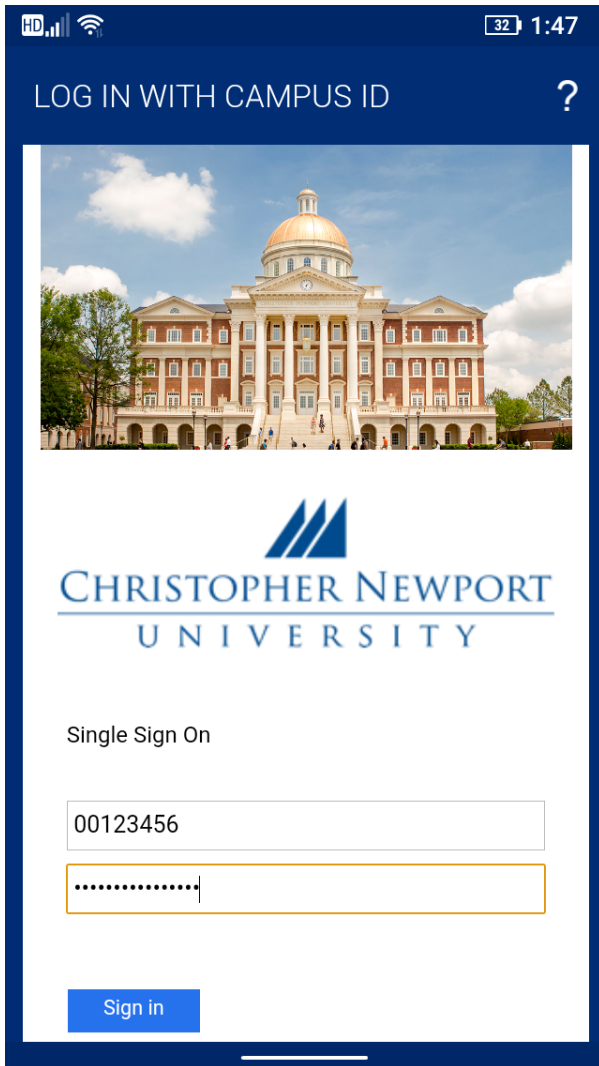 HD 32 1:47
LOG IN WITH CAMPUS ID ?
CHRISTOPHER NEWPORT
UNIVERSITY
Single Sign On
00123456
••••••••••••••••
Sign in